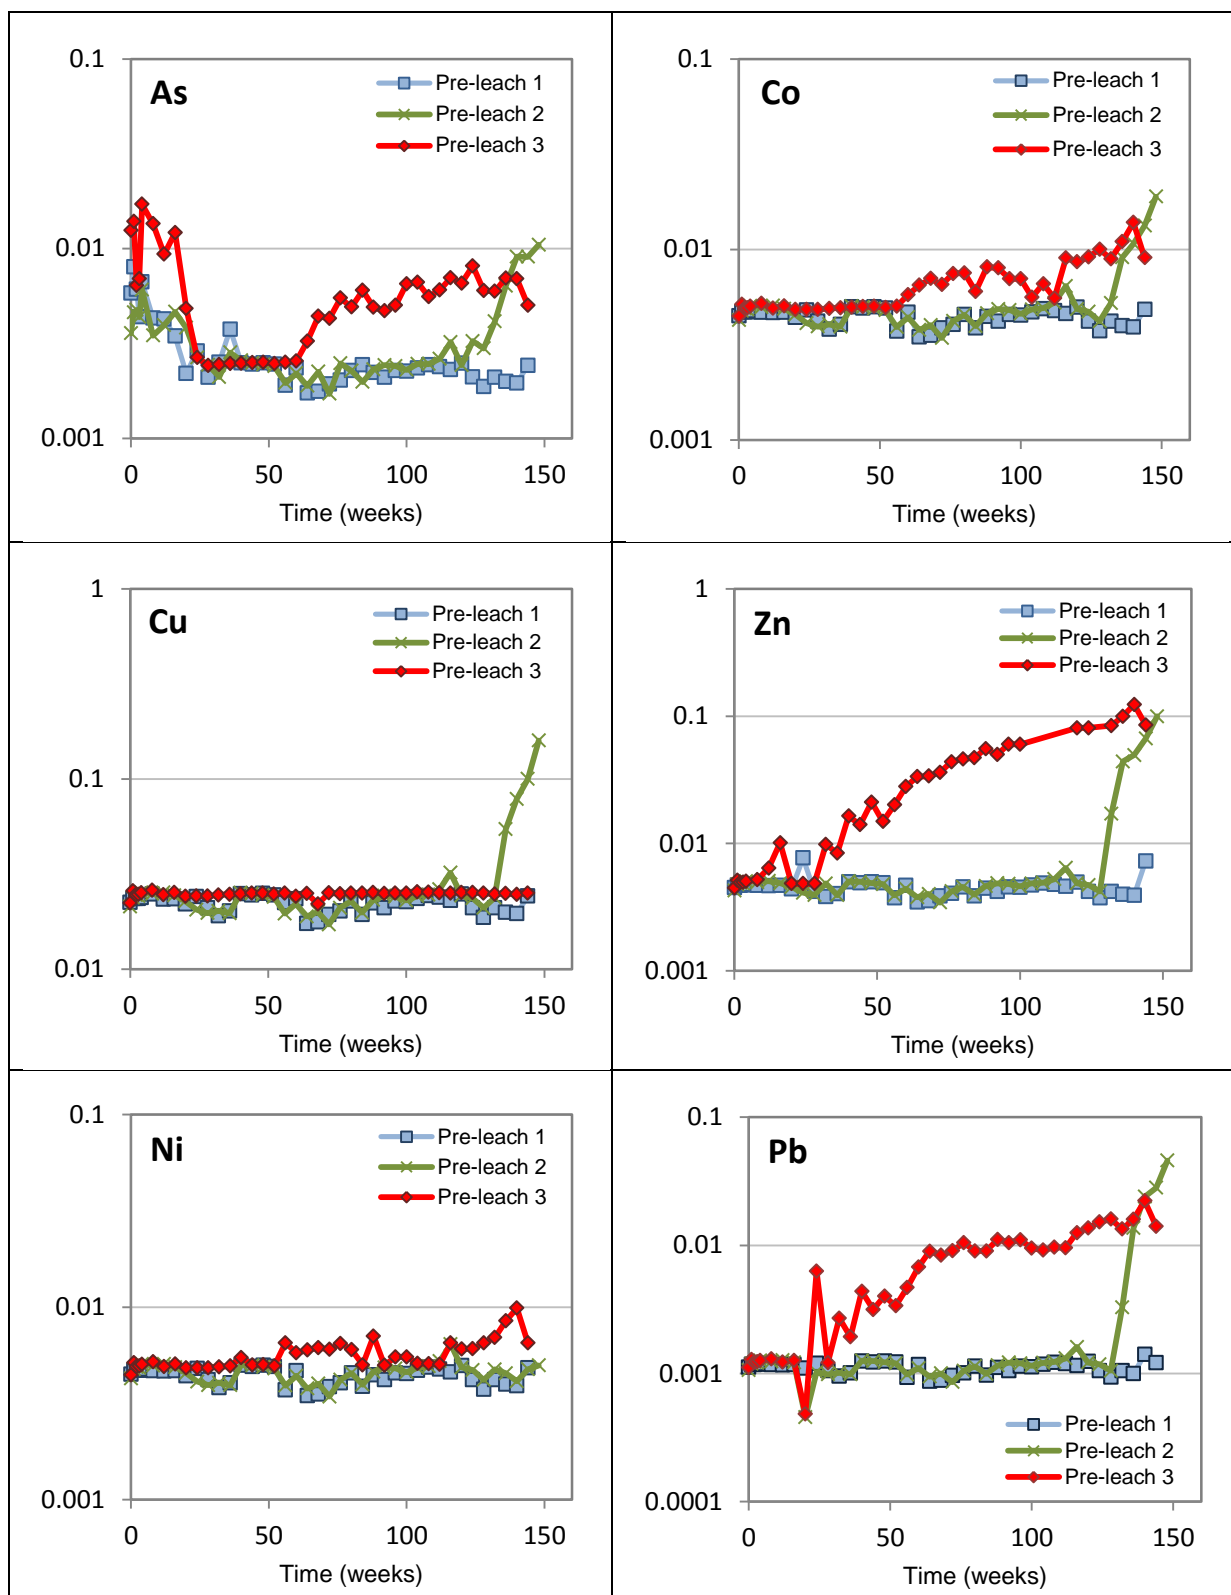 As
0.1
0.01
0.001
Pre-leach 1
Pre-leach 2
Pre-leach 3
0 50 100 150
Time (weeks)
Co
0.1
0.01
0.001
Pre-leach 1
Pre-leach 2
Pre-leach 3
0 50 100 150
Time (weeks)
Cu
1
0.1
0.01
Pre-leach 1
Pre-leach 2
Pre-leach 3
0 50 100 150
Time (weeks)
Zn
1
0.1
0.01
0.001
Pre-leach 1
Pre-leach 2
Pre-leach 3
0 50 100 150
Time (weeks)
Ni
0.1
0.01
0.001
Pre-leach 1
Pre-leach 2
Pre-leach 3
0 50 100 150
Time (weeks)
Pb
0.1
0.01
0.001
0.0001
Pre-leach 1
Pre-leach 2
Pre-leach 3
0 50 100 150
Time (weeks)